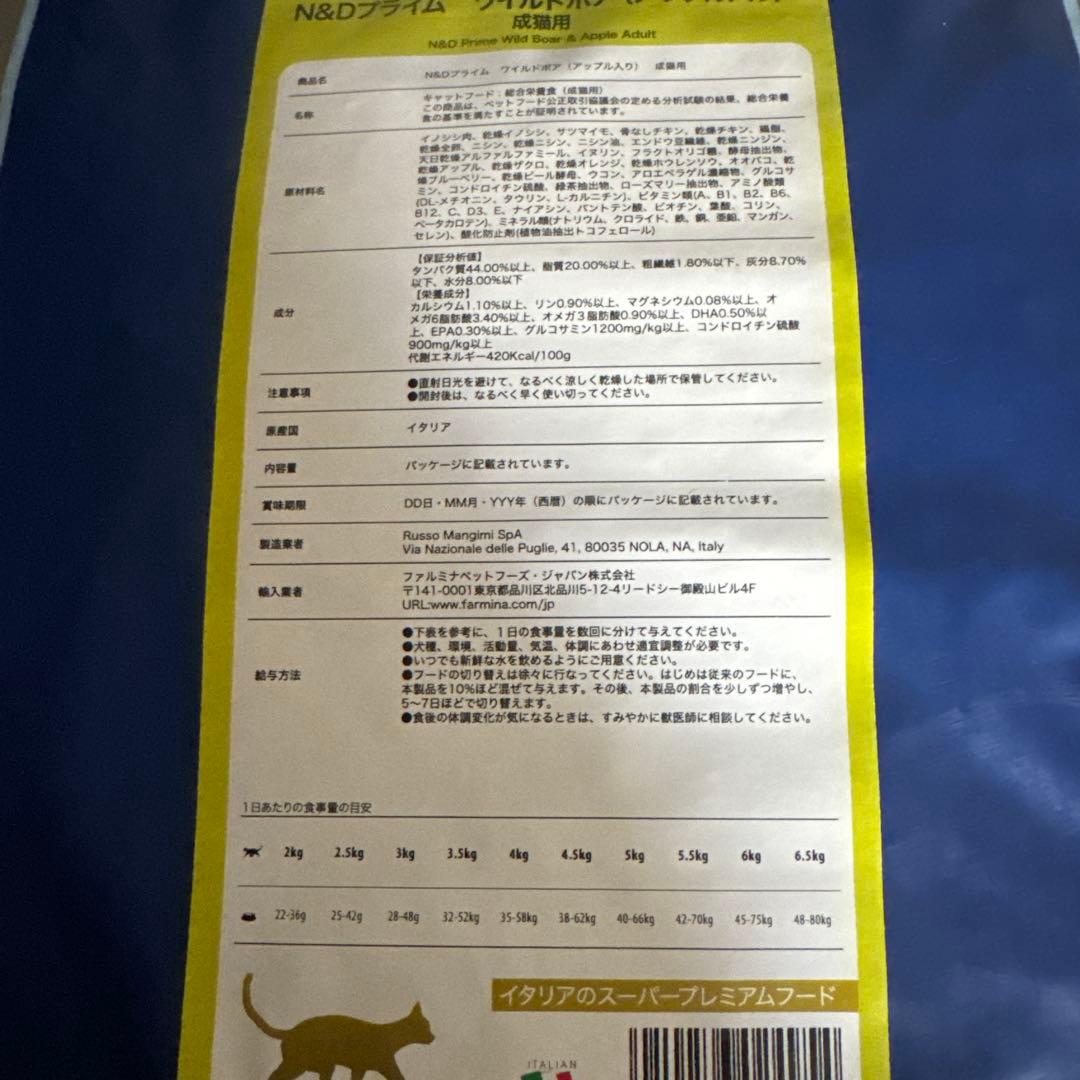 N&Dプライム ワイルドボア
成猫用
N&D Prime Wild Boar & Apple Adult
商品名 N&Dプライム ワイルドボア(アップル入り) 成猫用
名称 キャットフード:総合栄養食(成猫用)
この商品は、ペットフード公正取引協議会の定める分析試験の結果、総合栄養
食の基準を満たすことが証明されています。
原材料名 イノシシ肉、乾燥イノシシ、サツマイモ、骨なしチキン、乾燥チキン、鶏脂、
乾燥全卵、ニシン、乾燥ニシン、ニシン油、エンドウ豆繊維、乾燥ニンジン、
天日乾燥アルファルファミール、イヌリン、フラクトオリゴ糖、酵母抽出物、
乾燥アップル、乾燥ザクロ、乾燥オレンジ、乾燥ホウレンソウ、オオバコ、乾
燥ブルーベリー、乾燥ビール酵母、ウコン、アロエベラゲル濃縮物、グルコサ
ミン、コンドロイチン硫酸、緑茶抽出物、ローズマリー抽出物、アミノ酸類
(DL-メチオニン、タウリン、L-カルニチン)、ビタミン類(A、B1、B2、B6、
B12、C、D3、E、ナイアシン、パントテン酸、ビオチン、葉酸、コリン、
ベータカロテン)、ミネラル類(ナトリウム、クロライド、鉄、銅、亜鉛、マンガン、
セレン)、酸化防止剤(植物油抽出トコフェロール)
成分 【保証分析値】
タンパク質44.00%以上、脂質20.00%以上、粗繊維1.80%以下、灰分8.70%
以下、水分8.00%以下
【栄養成分】
カルシウム1.10%以上、リン0.90%以上、マグネシウム0.08%以上、オ
メガ6脂肪酸3.40%以上、オメガ3脂肪酸0.90%以上、DHA0.50%以
上、EPA0.30%以上、グルコサミン1200mg/kg以上、コンドロイチン硫酸
900mg/kg以上
代謝エネルギー420Kcal/100g
注意事項 ●直射日光を避けて、なるべく涼しく乾燥した場所で保管してください。
●開封後は、なるべく早く使い切ってください。
原産国 イタリア
内容量 パッケージに記載されています。
賞味期限 DD日・MM月・YYY年(西暦)の順にパッケージに記載されています。
製造業者 Russo Mangimi SpA
Via Nazionale delle Puglie, 41, 80035 NOLA, NA, Italy
輸入業者 ファルミナペットフーズ・ジャパン株式会社
〒141-0001東京都品川区北品川5-12-4リードシー御殿山ビル4F
URL:www.farmina.com/jp
給与方法 ●下表を参考に、1日の食事量を数回に分けて与えてください。
●犬種、環境、活動量、気温、体調にあわせ適宜調整が必要です。
●いつでも新鮮な水を飲めるようにご用意ください。
●フードの切り替えは徐々に行なってください。はじめは従来のフードに、
本製品を10%ほど混ぜて与えます。その後、本製品の割合を少しずつ増やし、
5〜7日ほどで切り替えます。
●食後の体調変化が気になるときは、すみやかに獣医師に相談してください。
1日あたりの食事量の目安
2kg 2.5kg 3kg 3.5kg 4kg 4.5kg 5kg 5.5kg 6kg 6.5kg
22-36g 25-42g 28-48g 32-52kg 35-58kg 38-62kg 40-66kg 42-70kg 45-75kg 48-80kg
イタリアのスーパープレミアムフード
ITALIAN